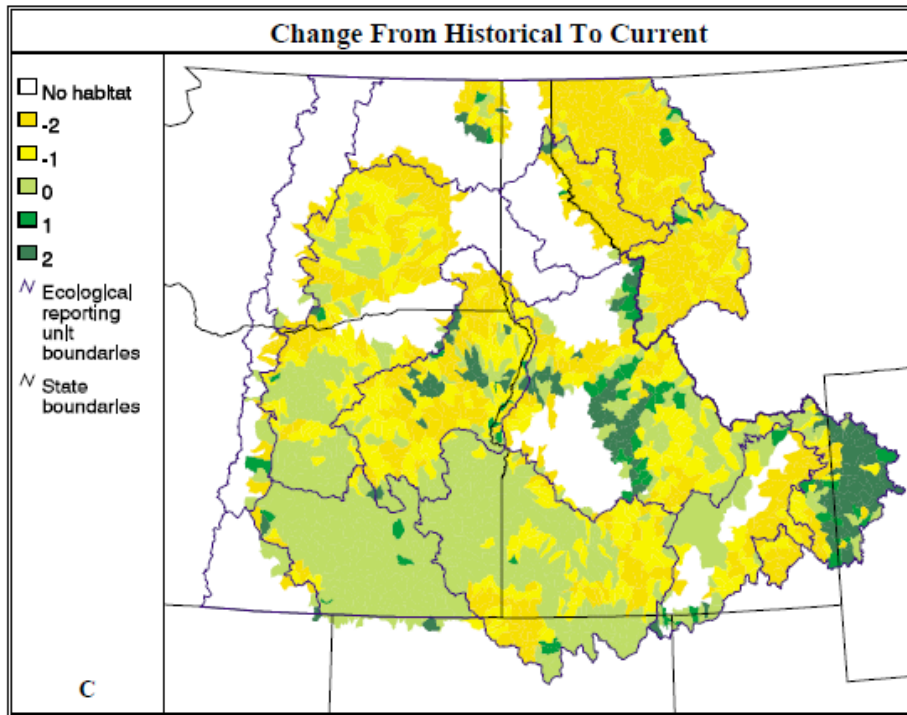 Change From Historical To Current
No habitat
-2
-1
0
1
2
Ecological
reporting
unit
boundaries
State
boundaries
C